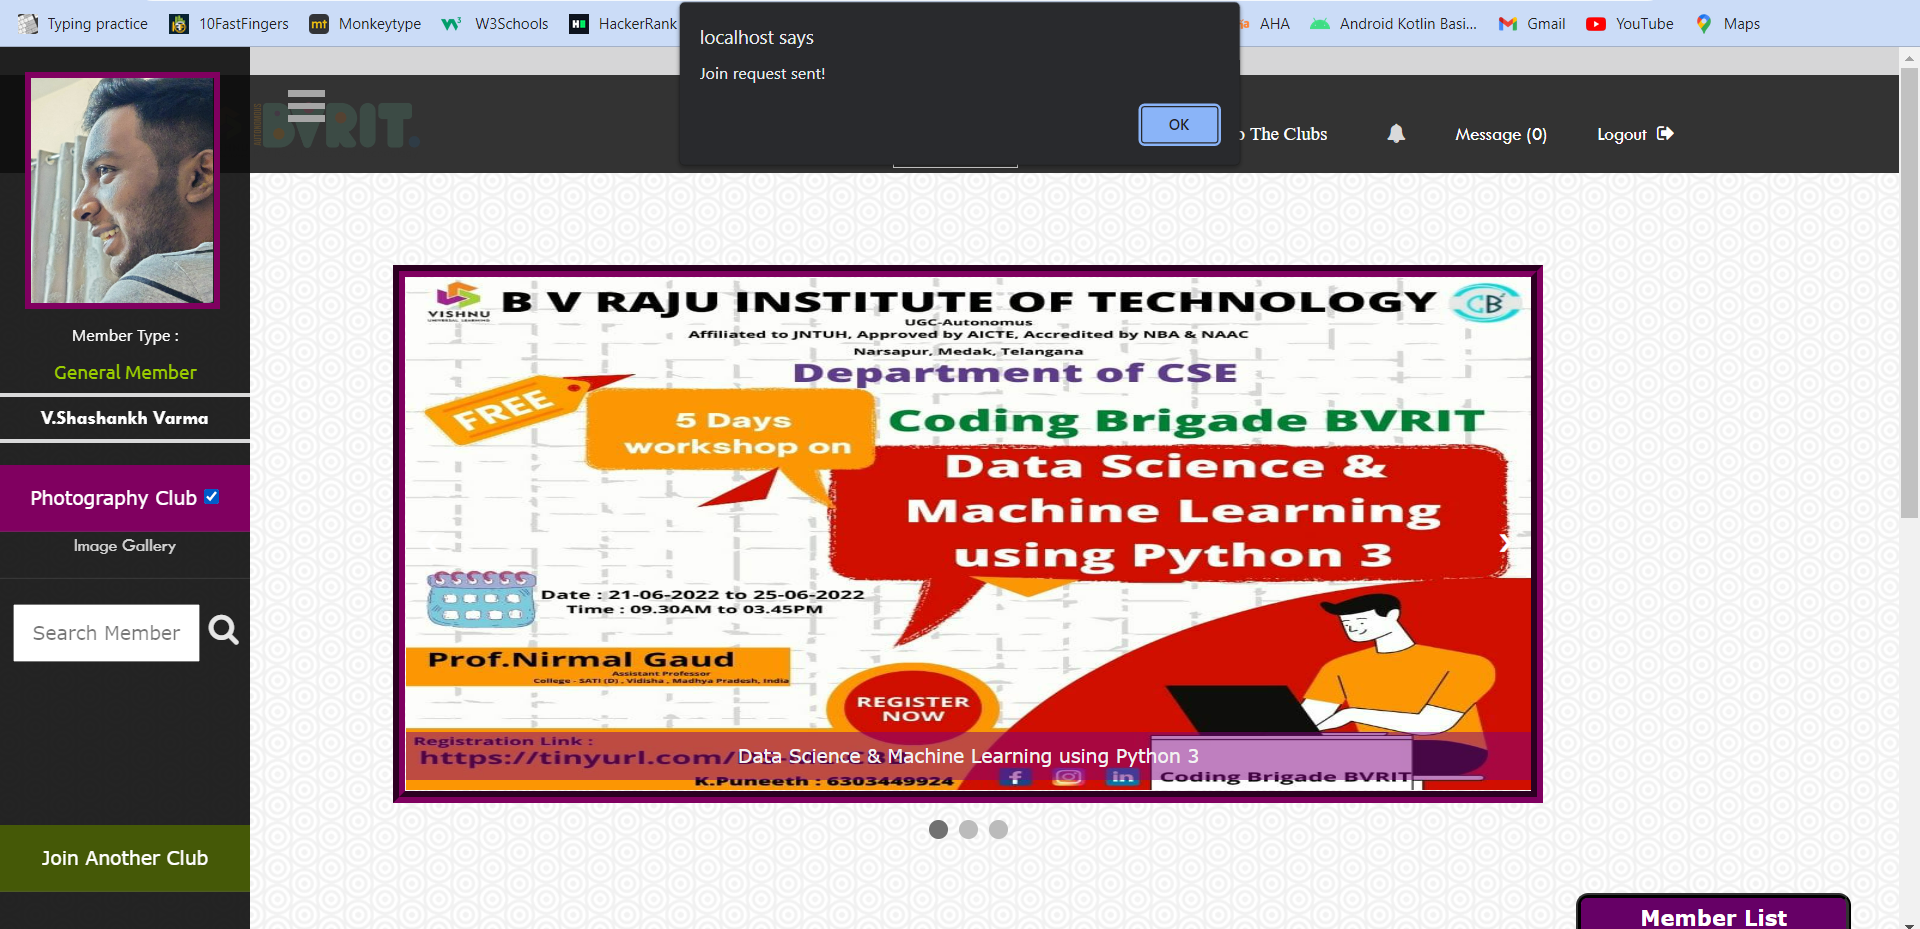 Typing practice 10FastFingers Monkeytype W3Schools HackerRank AHA Android Kotlin Basi... Gmail YouTube Maps
localhost says
Join request sent!
OK
AUTONOMOUS
BVRIT.
The Clubs Message (0) Logout
Member Type :
General Member
V.Shashankh Varma
Photography Club
Image Gallery
Search Member
Join Another Club
VISHNU
UNIVERSAL LEARNING
B V RAJU INSTITUTE OF TECHNOLOGY
CB
UGC-Autonomus
Affiliated to JNTUH, Approved by AICTE, Accredited by NBA & NAAC
Narsapur, Medak, Telangana
Department of CSE
FREE
5 Days
workshop on
Coding Brigade BVRIT
Data Science &
Machine Learning
using Python 3
Date : 21-06-2022 to 25-06-2022
Time : 09.30AM to 03.45PM
Prof.Nirmal Gaud
Assistant Professor
College - SATI (D) , Vidisha , Madhya Pradesh, India
REGISTER
NOW
Registration Link :
https://tinyurl.com/
Data Science & Machine Learning using Python 3
K.Puneeth : 6303449924
Coding Brigade BVRIT
Member List